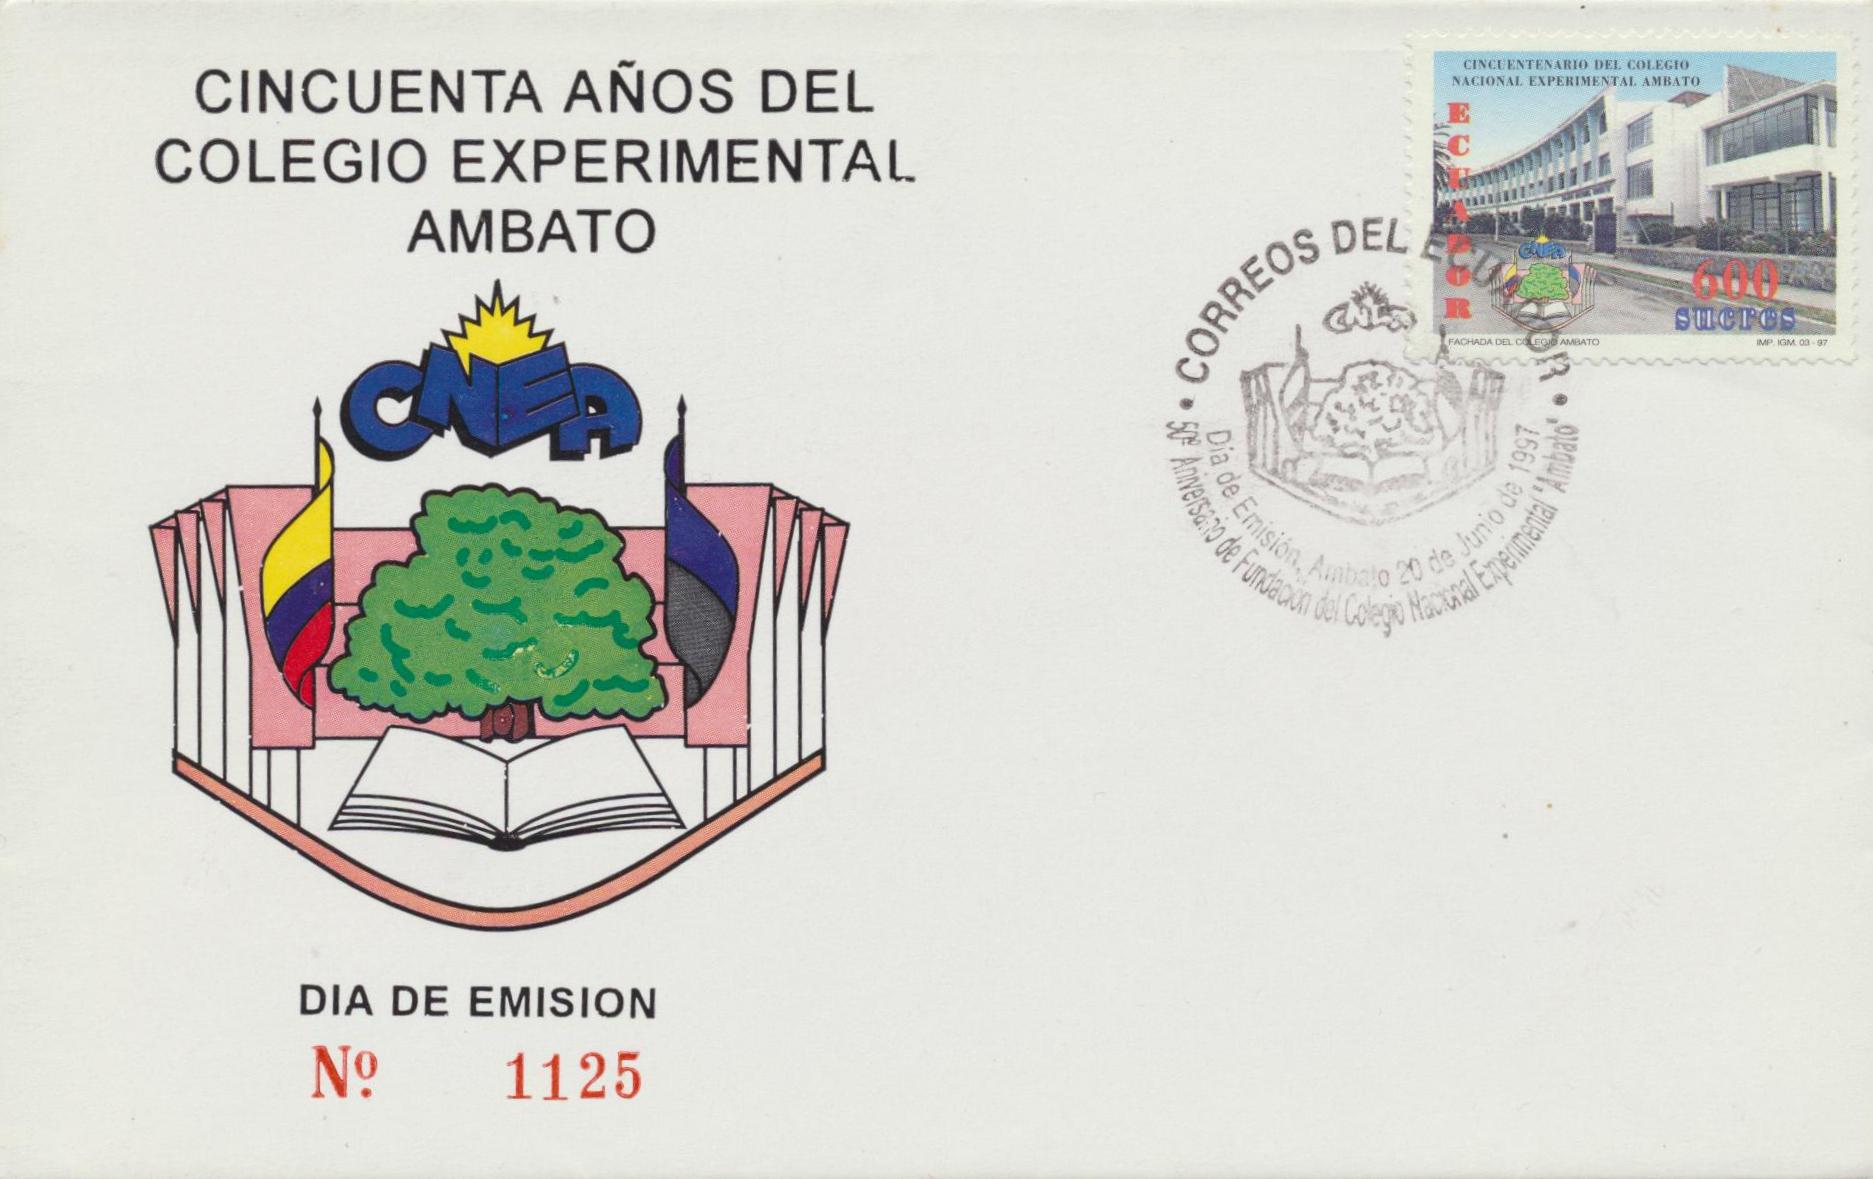 CINCUENTA AÑOS DEL
COLEGIO EXPERIMENTAL
AMBATO
CNEA
DIA DE EMISION
Nº 1125
CINCUENTENARIO DEL COLEGIO
NACIONAL EXPERIMENTAL AMBATO
ECUADOR
CNEA
600
sucres
FACHADA DEL COLEGIO AMBATO
IMP. IGM. 03 - 97
• CORREOS DEL ECUADOR •
CNEA
Día de Emisión, Ambato 20 de Junio de 1997
50º Aniversario de Fundación del Colegio Nacional Experimental "Ambato"